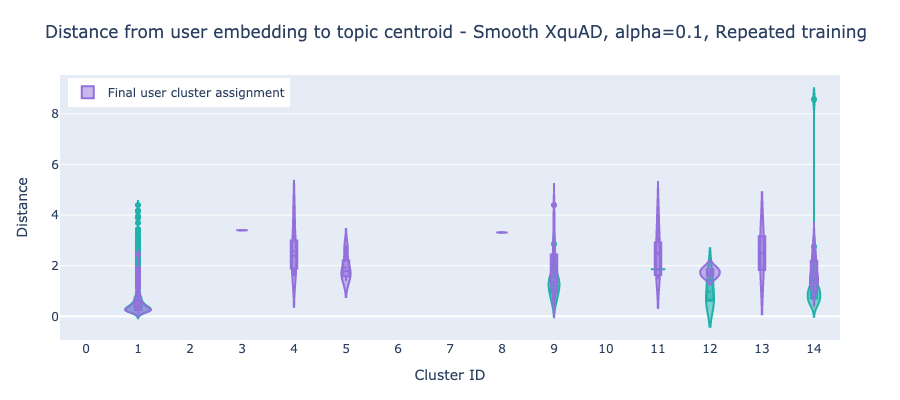 Distance from user embedding to topic centroid - Smooth XquAD, alpha=0.1, Repeated training
Final user cluster assignment
8
6
4
2
0
Distance
0 1 2 3 4 5 6 7 8 9 10 11 12 13 14
Cluster ID